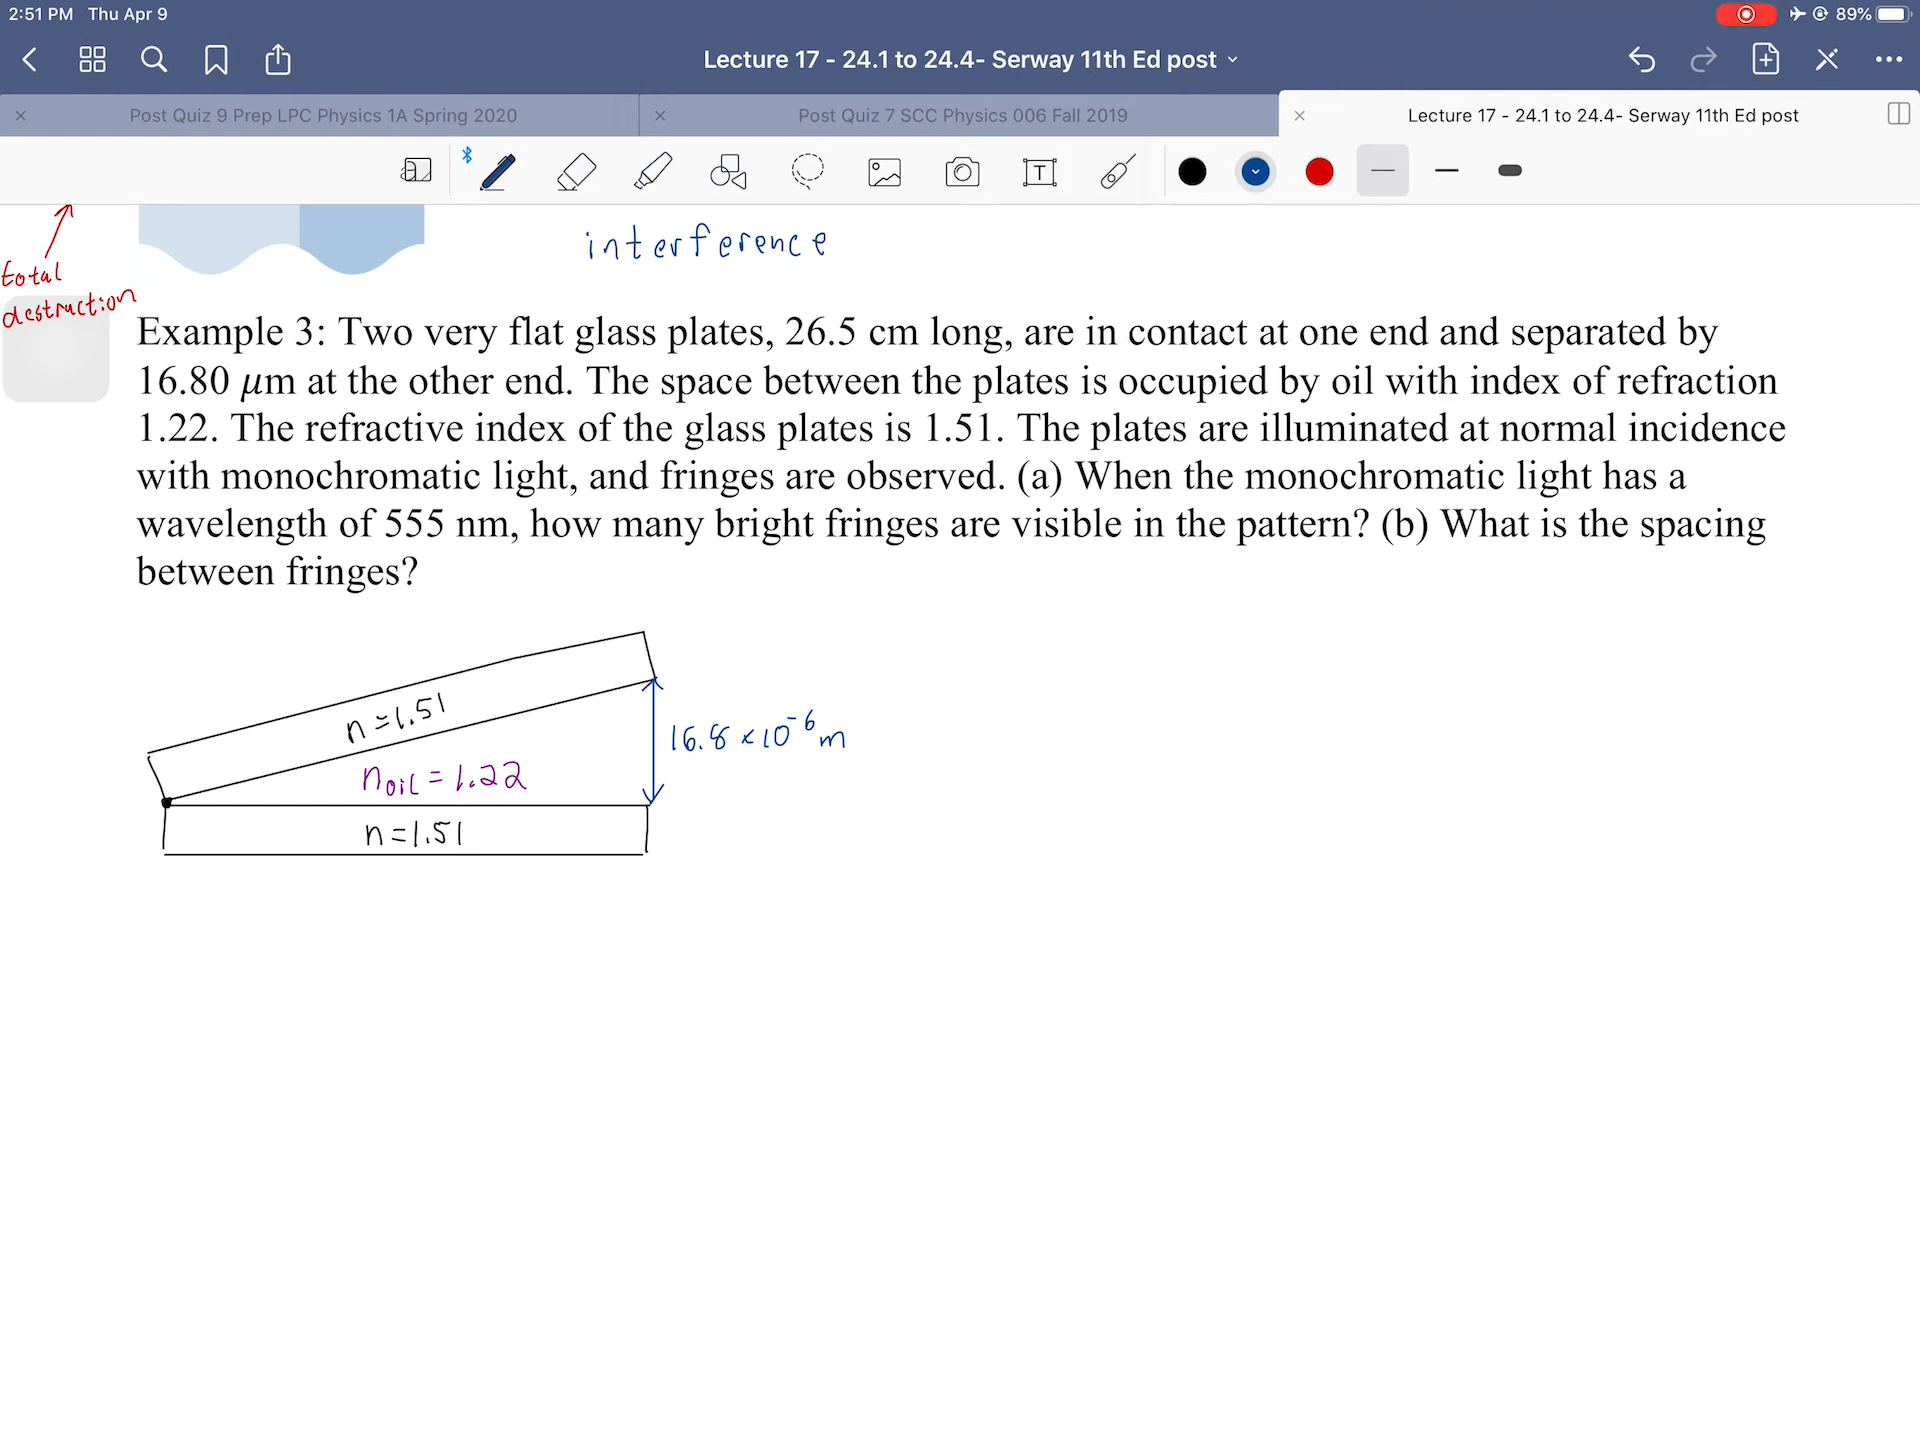 2:51 PM Thu Apr 9
89%
Lecture 17 - 24.1 to 24.4- Serway 11th Ed post
Post Quiz 9 Prep LPC Physics 1A Spring 2020
Post Quiz 7 SCC Physics 006 Fall 2019
Lecture 17 - 24.1 to 24.4- Serway 11th Ed post
interference
total
destruction
Example 3: Two very flat glass plates, 26.5 cm long, are in contact at one end and separated by
16.80 μm at the other end. The space between the plates is occupied by oil with index of refraction
1.22. The refractive index of the glass plates is 1.51. The plates are illuminated at normal incidence
with monochromatic light, and fringes are observed. (a) When the monochromatic light has a
wavelength of 555 nm, how many bright fringes are visible in the pattern? (b) What is the spacing
between fringes?
n = 1.51
16.8 × 10⁻⁶ m
n oil = 1.22
n = 1.51